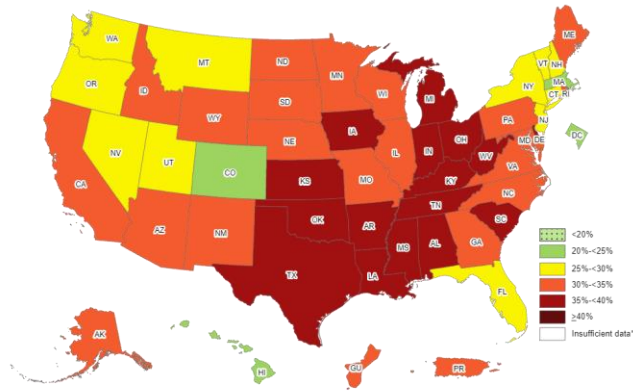 WA
OR
ID
MT
ND
MN
WI
MI
ME
VT
NH
NY
MA
CT
RI
SD
WY
NE
IA
IL
IN
OH
PA
NJ
MD
DE
DC
NV
UT
CO
KS
MO
KY
WV
VA
NC
CA
AZ
NM
OK
AR
TN
SC
TX
LA
MS
AL
GA
FL
AK
HI
GU
PR
<20%
20%-<25%
25%-<30%
30%-<35%
35%-<40%
≥40%
Insufficient data*